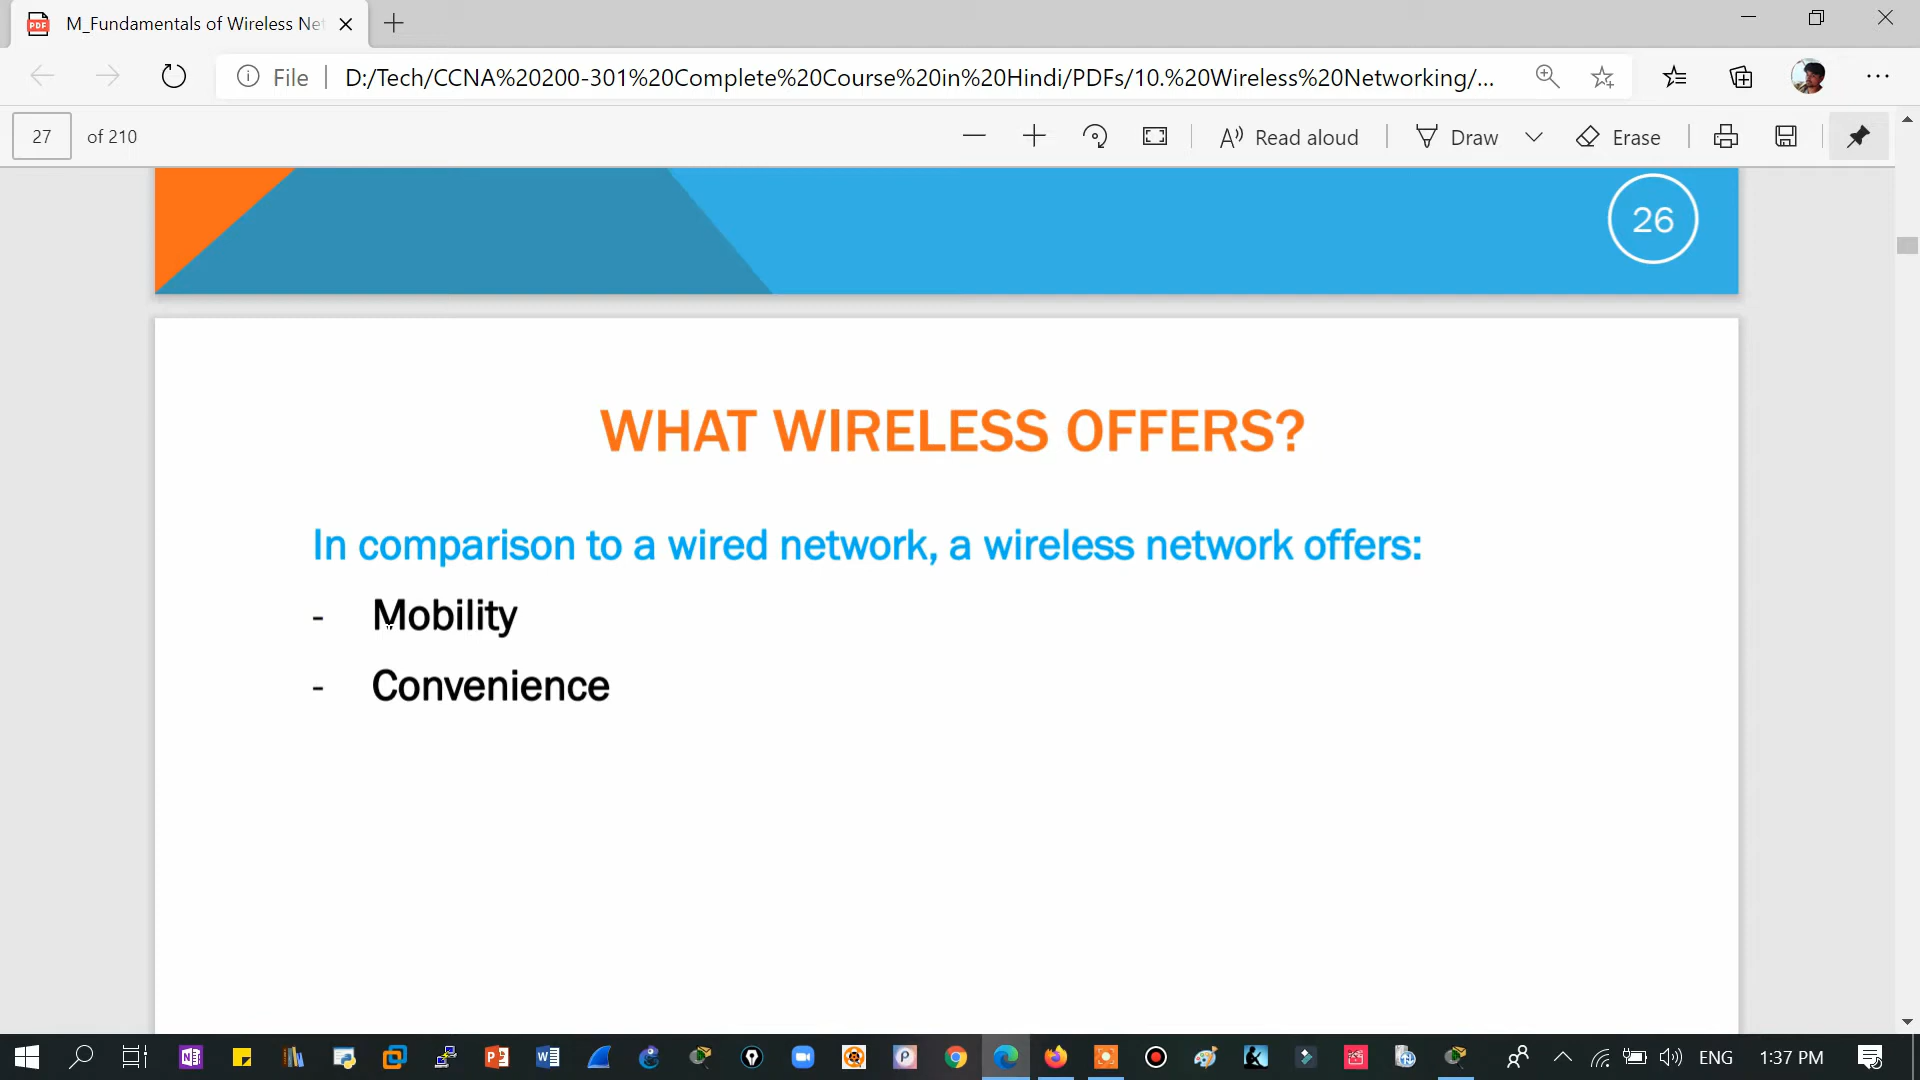 M_Fundamentals of Wireless Net
File
D:/Tech/CCNA%20200-301%20Complete%20Course%20in%20Hindi/PDFs/10.%20Wireless%20Networking/...
27 of 210
Read aloud
Draw
Erase
26
WHAT WIRELESS OFFERS?
In comparison to a wired network, a wireless network offers:
- Mobility
- Convenience
ENG
1:37 PM